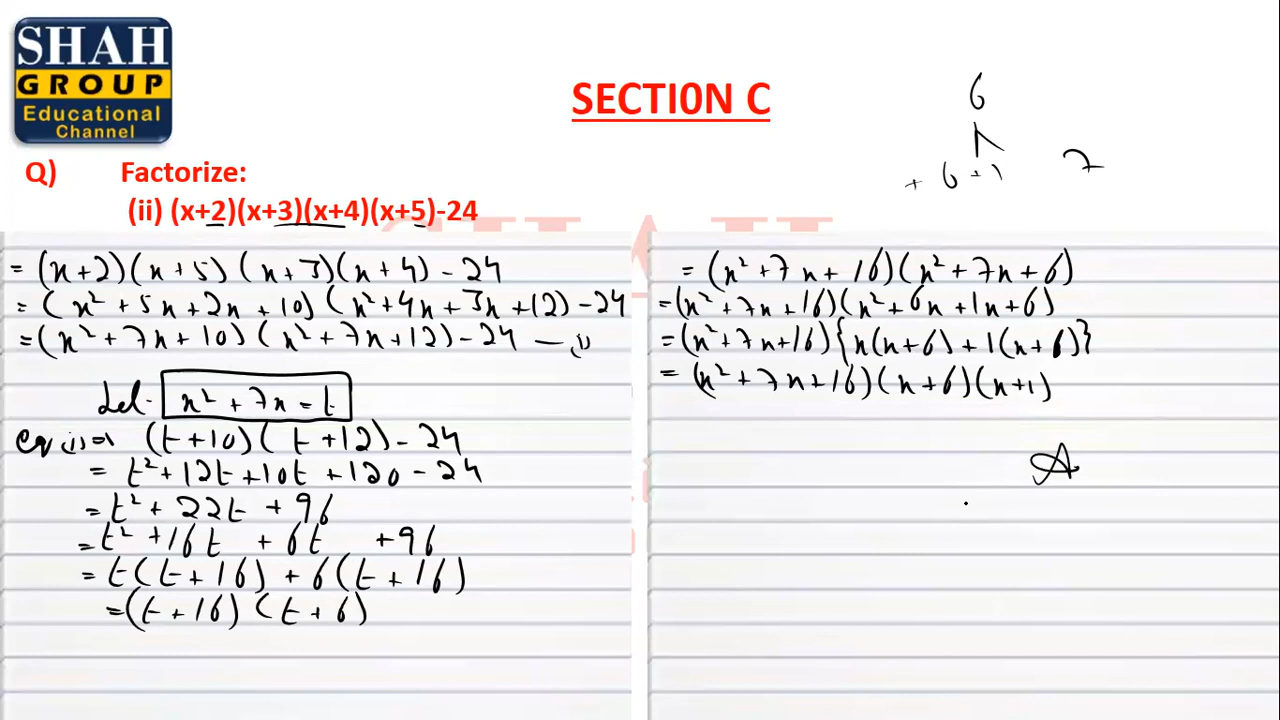 SHAH
GROUP
Educational
Channel
SECTI0N C
6
+ 6 + 1 7
Q) Factorize:
(ii) (x+2)(x+3)(x+4)(x+5)-24
= (x+2)(x+5) (x+3)(x+4) - 24
= (x² + 5x + 2x + 10) (x² + 4x + 3x + 12) - 24
= (x² + 7x + 10) (x² + 7x + 12) - 24 — (i)
Let x² + 7x = t
eq (i) ⇒ (t+10) (t+12) - 24
= t² + 12t + 10t + 120 - 24
= t² + 22t + 96
= t² + 16t + 6t + 96
= t(t+16) + 6(t+16)
= (t+16) (t+6)
= (x² + 7x + 16)(x² + 7x + 6)
= (x² + 7x + 16)(x² + 6x + 1x + 6)
= (x² + 7x + 16){x(x+6) + 1(x+6)}
= (x² + 7x + 16)(x+6)(x+1)